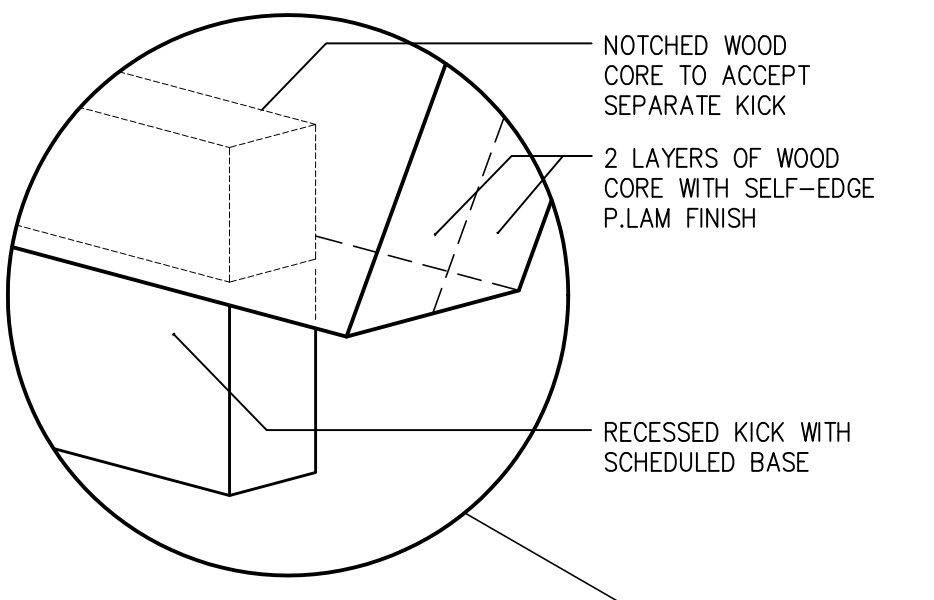 NOTCHED WOOD
CORE TO ACCEPT
SEPARATE KICK
2 LAYERS OF WOOD
CORE WITH SELF-EDGE
P.LAM FINISH
RECESSED KICK WITH
SCHEDULED BASE